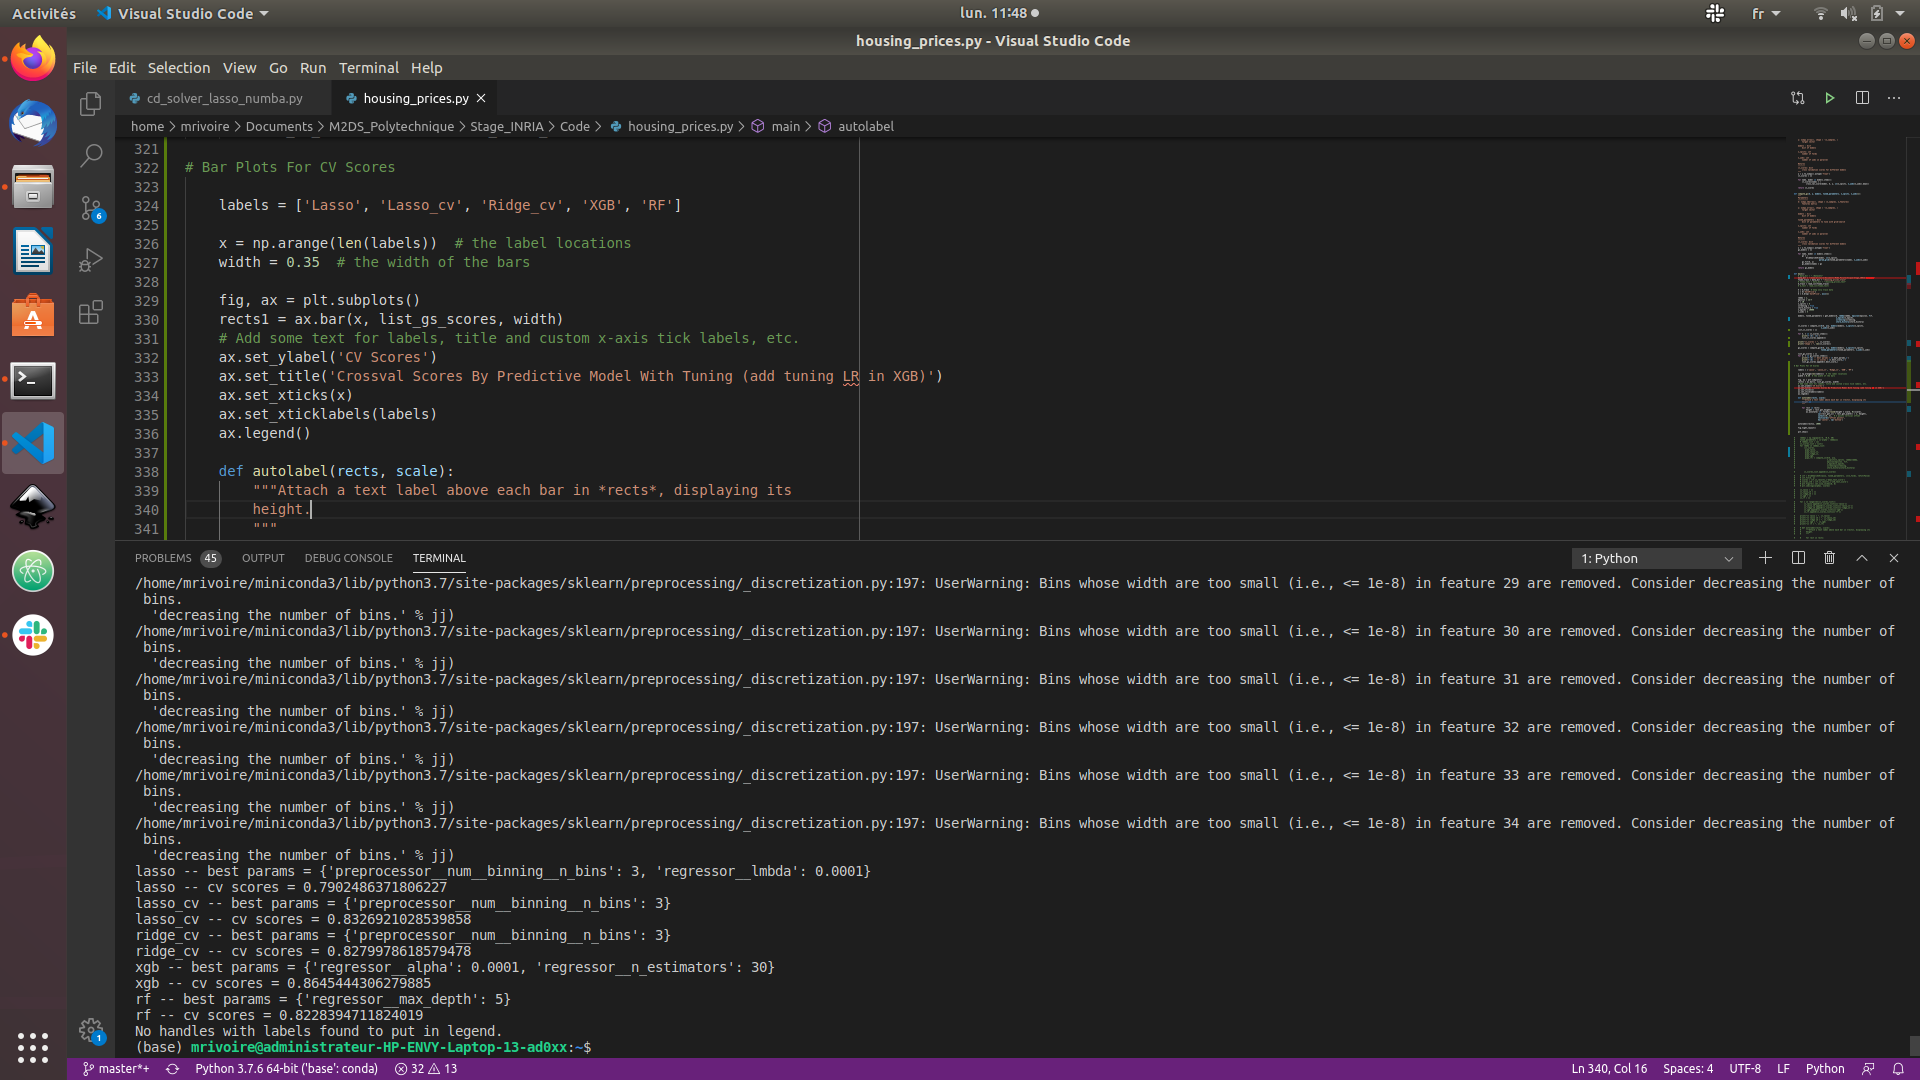 Activités
Visual Studio Code
lun. 11:48
fr
housing_prices.py - Visual Studio Code
File Edit Selection View Go Run Terminal Help
cd_solver_lasso_numba.py
housing_prices.py
home > mrivoire > Documents > M2DS_Polytechnique > Stage_INRIA > Code > housing_prices.py > main > autolabel
321
322 # Bar Plots For CV Scores
323
324 labels = ['Lasso', 'Lasso_cv', 'Ridge_cv', 'XGB', 'RF']
325
326 x = np.arange(len(labels))  # the label locations
327 width = 0.35  # the width of the bars
328
329 fig, ax = plt.subplots()
330 rects1 = ax.bar(x, list_gs_scores, width)
331 # Add some text for labels, title and custom x-axis tick labels, etc.
332 ax.set_ylabel('CV Scores')
333 ax.set_title('Crossval Scores By Predictive Model With Tuning (add tuning LR in XGB)')
334 ax.set_xticks(x)
335 ax.set_xticklabels(labels)
336 ax.legend()
337
338 def autolabel(rects, scale):
339 """Attach a text label above each bar in *rects*, displaying its
340 height.
341 """
6
PROBLEMS 45 OUTPUT DEBUG CONSOLE TERMINAL
1: Python
/home/mrivoire/miniconda3/lib/python3.7/site-packages/sklearn/preprocessing/_discretization.py:197: UserWarning: Bins whose width are too small (i.e., <= 1e-8) in feature 29 are removed. Consider decreasing the number of
bins.
'decreasing the number of bins.' % jj)
/home/mrivoire/miniconda3/lib/python3.7/site-packages/sklearn/preprocessing/_discretization.py:197: UserWarning: Bins whose width are too small (i.e., <= 1e-8) in feature 30 are removed. Consider decreasing the number of
bins.
'decreasing the number of bins.' % jj)
/home/mrivoire/miniconda3/lib/python3.7/site-packages/sklearn/preprocessing/_discretization.py:197: UserWarning: Bins whose width are too small (i.e., <= 1e-8) in feature 31 are removed. Consider decreasing the number of
bins.
'decreasing the number of bins.' % jj)
/home/mrivoire/miniconda3/lib/python3.7/site-packages/sklearn/preprocessing/_discretization.py:197: UserWarning: Bins whose width are too small (i.e., <= 1e-8) in feature 32 are removed. Consider decreasing the number of
bins.
'decreasing the number of bins.' % jj)
/home/mrivoire/miniconda3/lib/python3.7/site-packages/sklearn/preprocessing/_discretization.py:197: UserWarning: Bins whose width are too small (i.e., <= 1e-8) in feature 33 are removed. Consider decreasing the number of
bins.
'decreasing the number of bins.' % jj)
/home/mrivoire/miniconda3/lib/python3.7/site-packages/sklearn/preprocessing/_discretization.py:197: UserWarning: Bins whose width are too small (i.e., <= 1e-8) in feature 34 are removed. Consider decreasing the number of
bins.
'decreasing the number of bins.' % jj)
lasso -- best params = {'preprocessor__num__binning__n_bins': 3, 'regressor__lmbda': 0.0001}
lasso -- cv scores = 0.7902486371806227
lasso_cv -- best params = {'preprocessor__num__binning__n_bins': 3}
lasso_cv -- cv scores = 0.8326921028539858
ridge_cv -- best params = {'preprocessor__num__binning__n_bins': 3}
ridge_cv -- cv scores = 0.8279978618579478
xgb -- best params = {'regressor__alpha': 0.0001, 'regressor__n_estimators': 30}
xgb -- cv scores = 0.8645444306279885
rf -- best params = {'regressor__max_depth': 5}
rf -- cv scores = 0.8228394711824019
No handles with labels found to put in legend.
(base) mrivoire@administrateur-HP-ENVY-Laptop-13-ad0xx:~$
1
master*+ Python 3.7.6 64-bit ('base': conda) 32 13
Ln 340, Col 16 Spaces: 4 UTF-8 LF Python